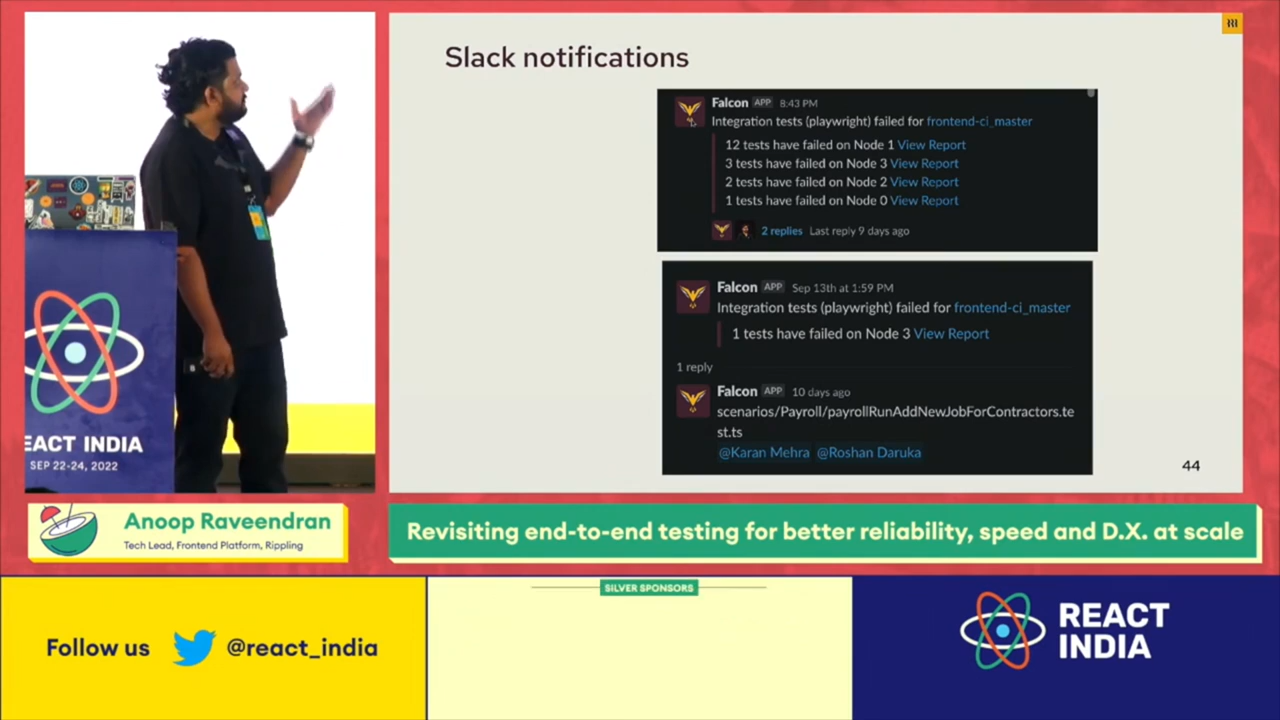 Slack notifications
Falcon APP 8:43 PM
Integration tests (playwright) failed for frontend-ci_master
12 tests have failed on Node 1 View Report
3 tests have failed on Node 3 View Report
2 tests have failed on Node 2 View Report
1 tests have failed on Node 0 View Report
2 replies Last reply 9 days ago
Falcon APP Sep 13th at 1:59 PM
Integration tests (playwright) failed for frontend-ci_master
1 tests have failed on Node 3 View Report
1 reply
Falcon APP 10 days ago
scenarios/Payroll/payrollRunAddNewJobForContractors.te
st.ts
@Karan Mehra @Roshan Daruka
44
EACT INDIA
SEP 22-24, 2022
Anoop Raveendran
Tech Lead, Frontend Platform, Rippling
Revisiting end-to-end testing for better reliability, speed and D.X. at scale
SILVER SPONSORS
Follow us @react_india
REACT
INDIA